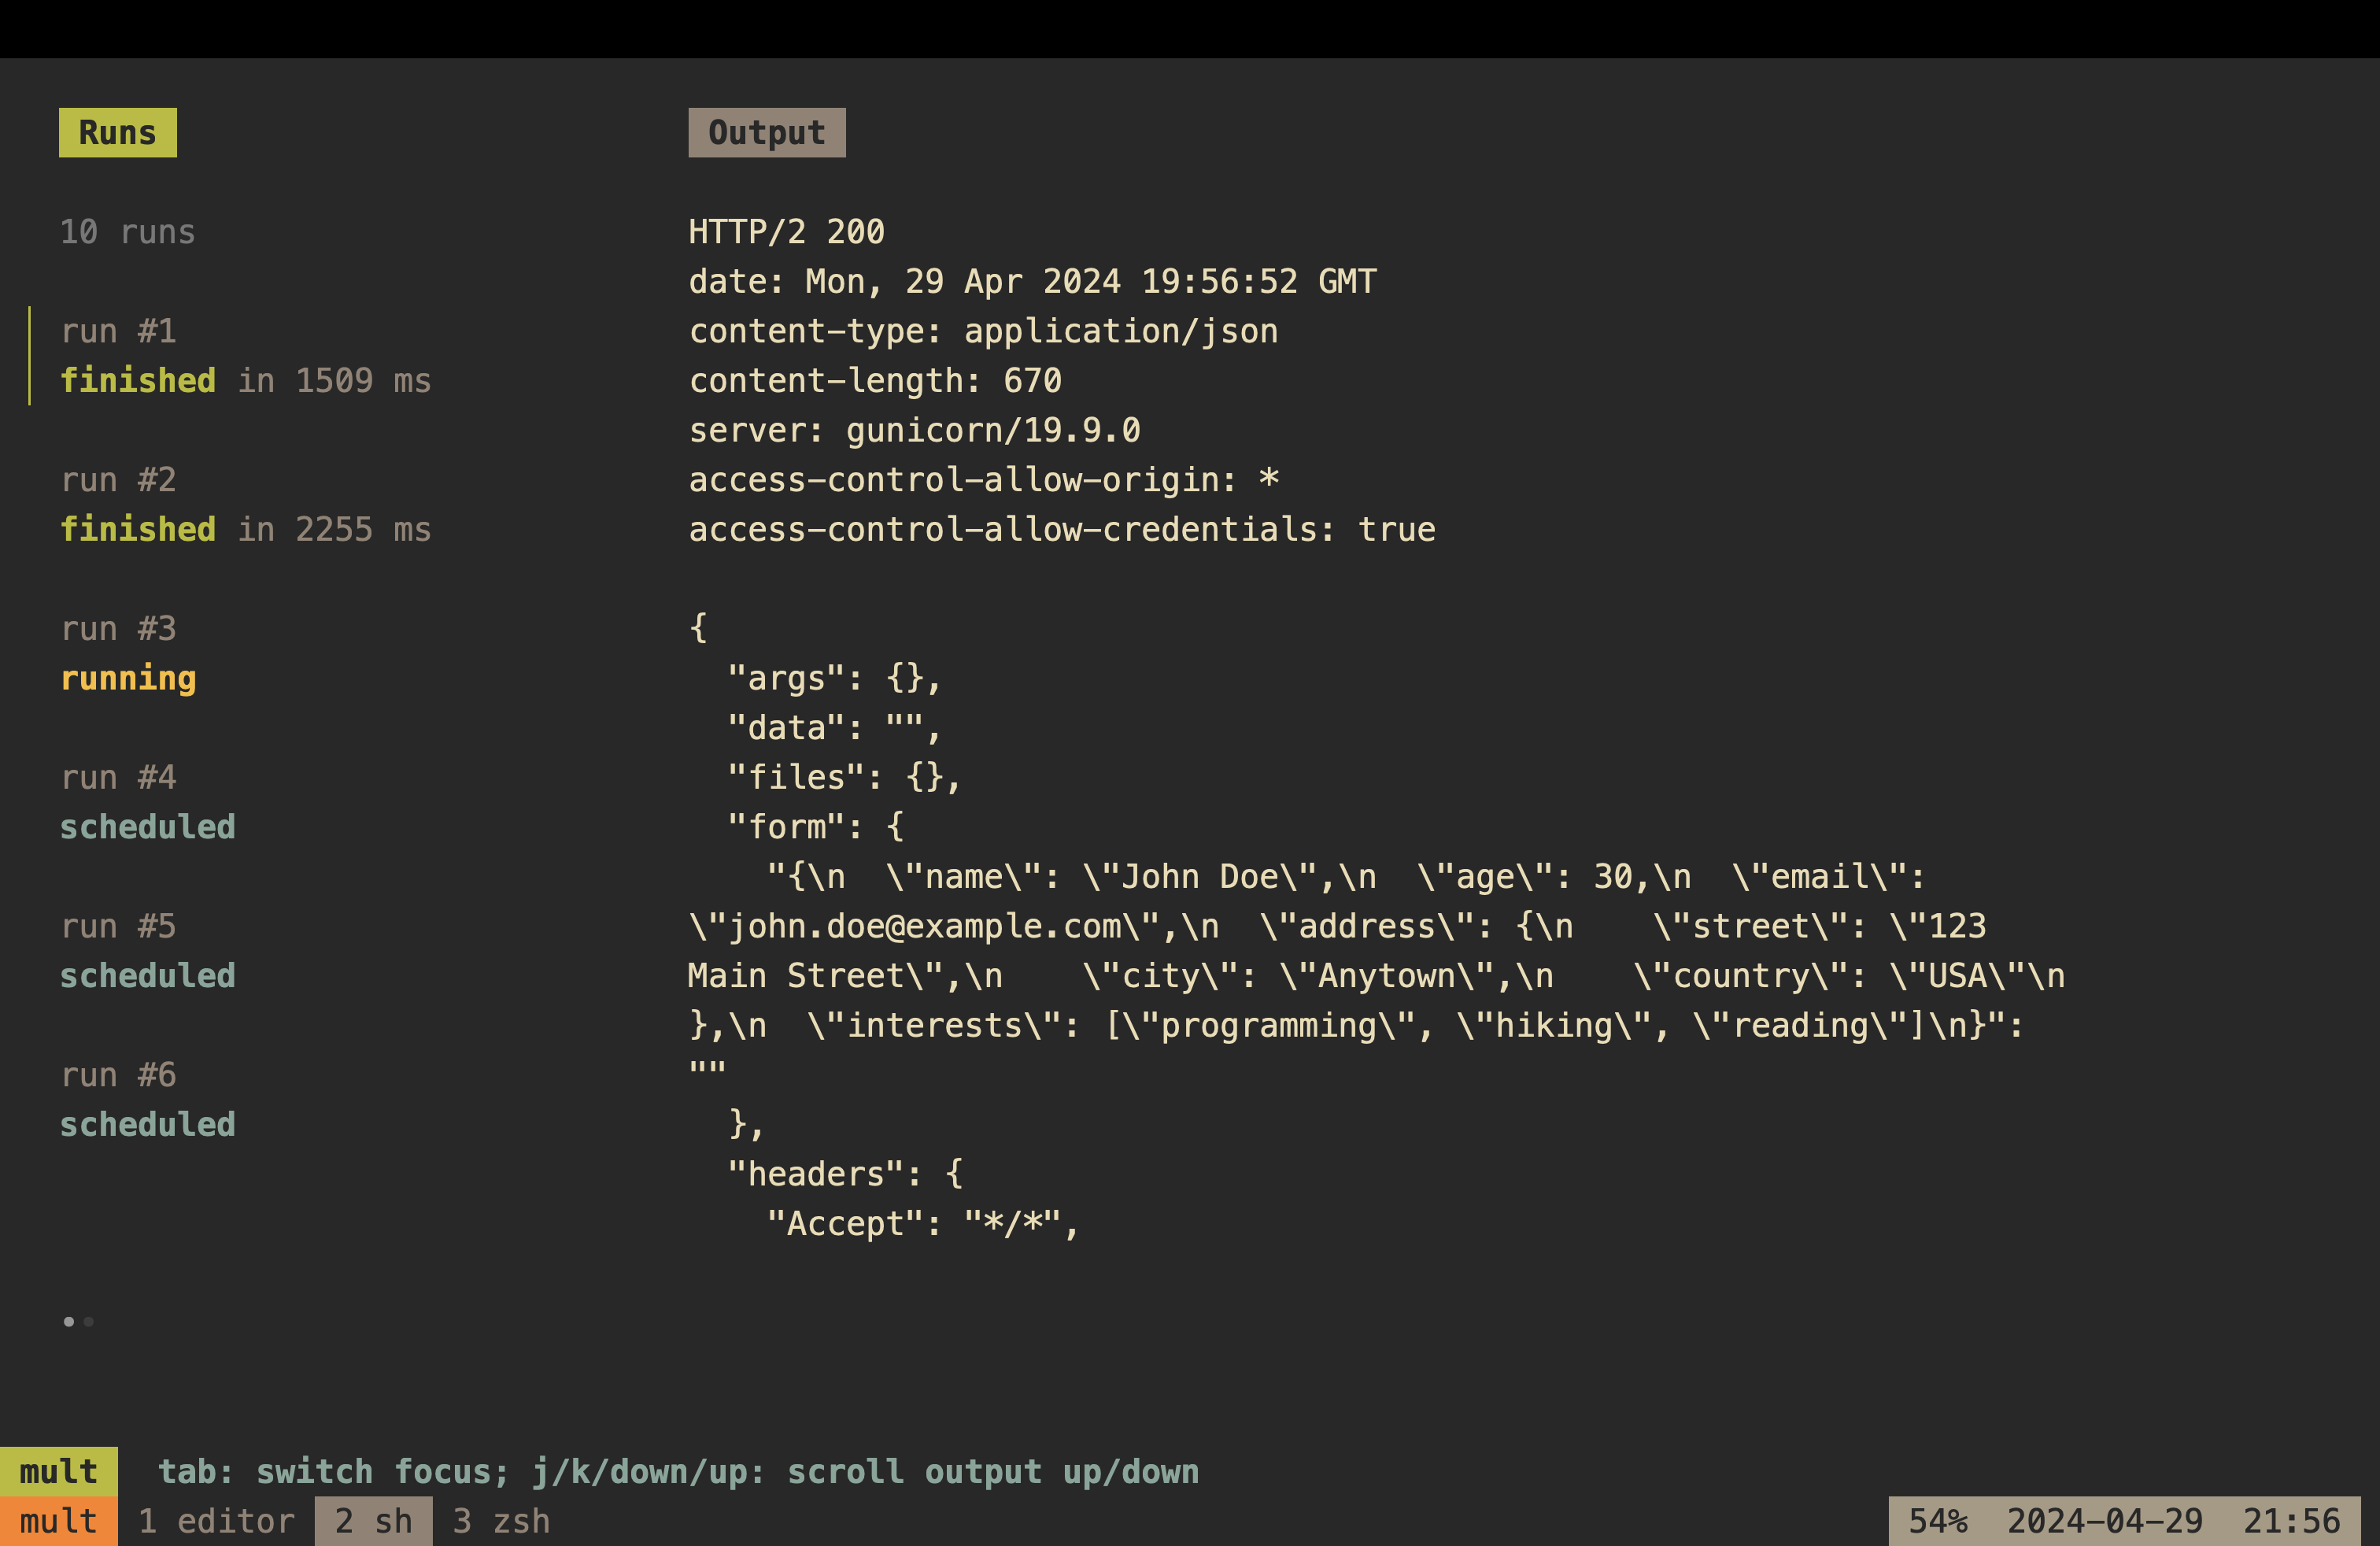 Runs
10 runs
run #1
finished in 1509 ms
run #2
finished in 2255 ms
run #3
running
run #4
scheduled
run #5
scheduled
run #6
scheduled
Output
HTTP/2 200
date: Mon, 29 Apr 2024 19:56:52 GMT
content-type: application/json
content-length: 670
server: gunicorn/19.9.0
access-control-allow-origin: *
access-control-allow-credentials: true
{
  "args": {},
  "data": "",
  "files": {},
  "form": {
    "{\n  \"name\": \"John Doe\",\n  \"age\": 30,\n  \"email\":
\"john.doe@example.com\",\n  \"address\": {\n    \"street\": \"123
Main Street\",\n    \"city\": \"Anytown\",\n    \"country\": \"USA\"\n
},\n  \"interests\": [\"programming\", \"hiking\", \"reading\"]\n}":
""
  },
  "headers": {
    "Accept": "*/*",
mult  tab: switch focus; j/k/down/up: scroll output up/down
mult 1 editor 2 sh 3 zsh 54% 2024-04-29 21:56